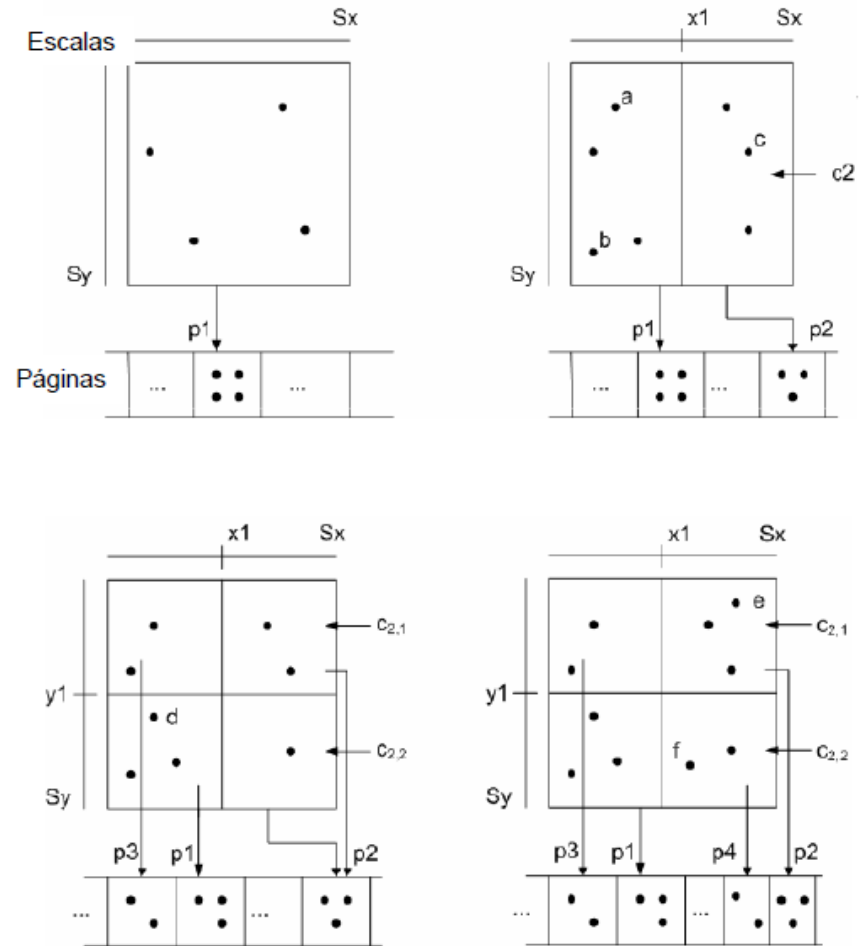 Sx
Escalas
Sy
p1
Páginas
... ...
x1 Sx
a
c
c2
b
Sy
p1 p2
... ...
x1 Sx
c2,1
y1
d
c2,2
Sy
p3 p1 p2
... ...
x1 Sx
e
c2,1
y1
f
c2,2
Sy
p3 p1 p4 p2
... ...